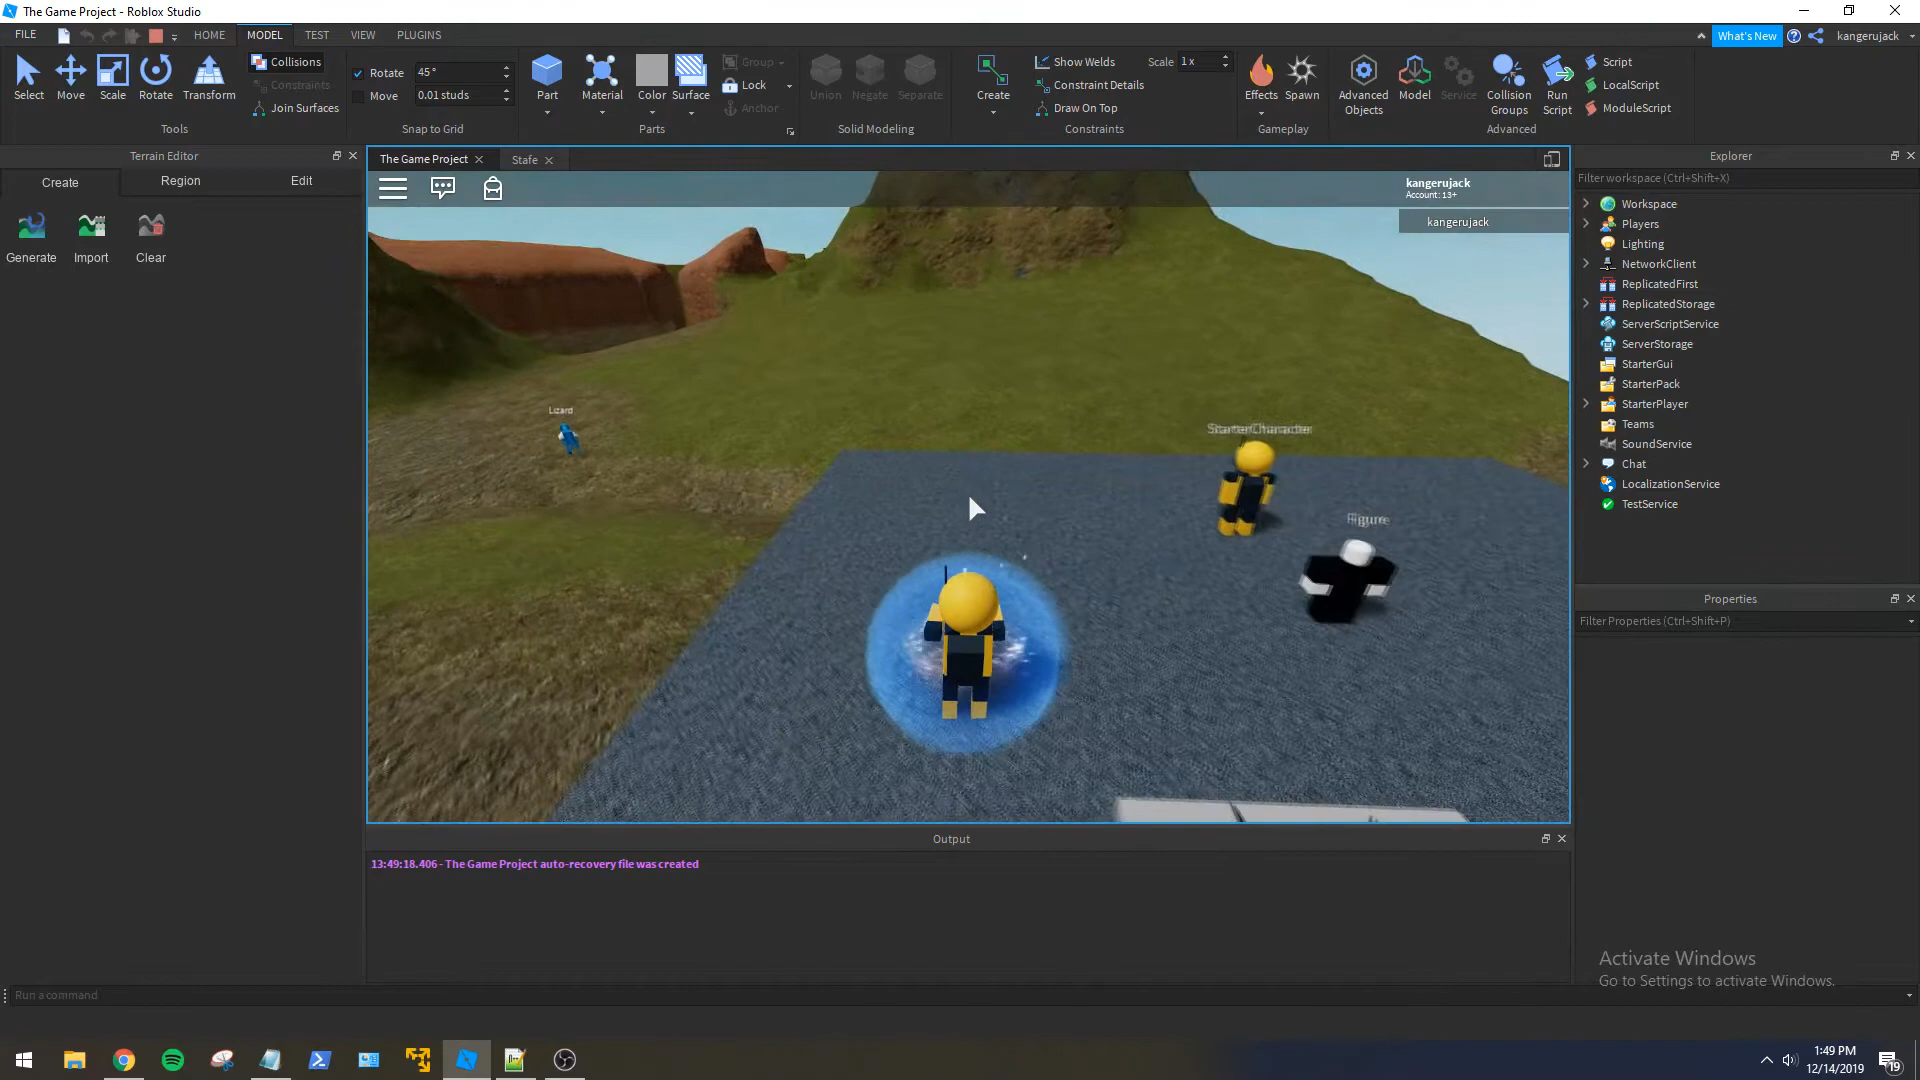 The Game Project - Roblox Studio
FILE
HOME
MODEL
TEST
VIEW
PLUGINS
What's New
kangerujack
Select
Move
Scale
Rotate
Transform
Collisions
Constraints
Join Surfaces
Tools
Rotate
45°
Move
0.01 studs
Snap to Grid
Part
Material
Color
Surface
Group
Lock
Anchor
Parts
Union
Negate
Separate
Solid Modeling
Create
Show Welds
Scale
1 x
Constraint Details
Draw On Top
Constraints
Effects
Spawn
Gameplay
Advanced
Objects
Model
Service
Collision
Groups
Run
Script
Script
LocalScript
ModuleScript
Advanced
Terrain Editor
Create
Region
Edit
Generate
Import
Clear
The Game Project
Stafe
kangerujack
Account: 13+
kangerujack
Lizard
StarterCharacter
Figure
Explorer
Filter workspace (Ctrl+Shift+X)
Workspace
Players
Lighting
NetworkClient
ReplicatedFirst
ReplicatedStorage
ServerScriptService
ServerStorage
StarterGui
StarterPack
StarterPlayer
Teams
SoundService
Chat
LocalizationService
TestService
Properties
Filter Properties (Ctrl+Shift+P)
Output
13:49:18.406 - The Game Project auto-recovery file was created
Activate Windows
Go to Settings to activate Windows.
Run a command
1:49 PM
12/14/2019
19